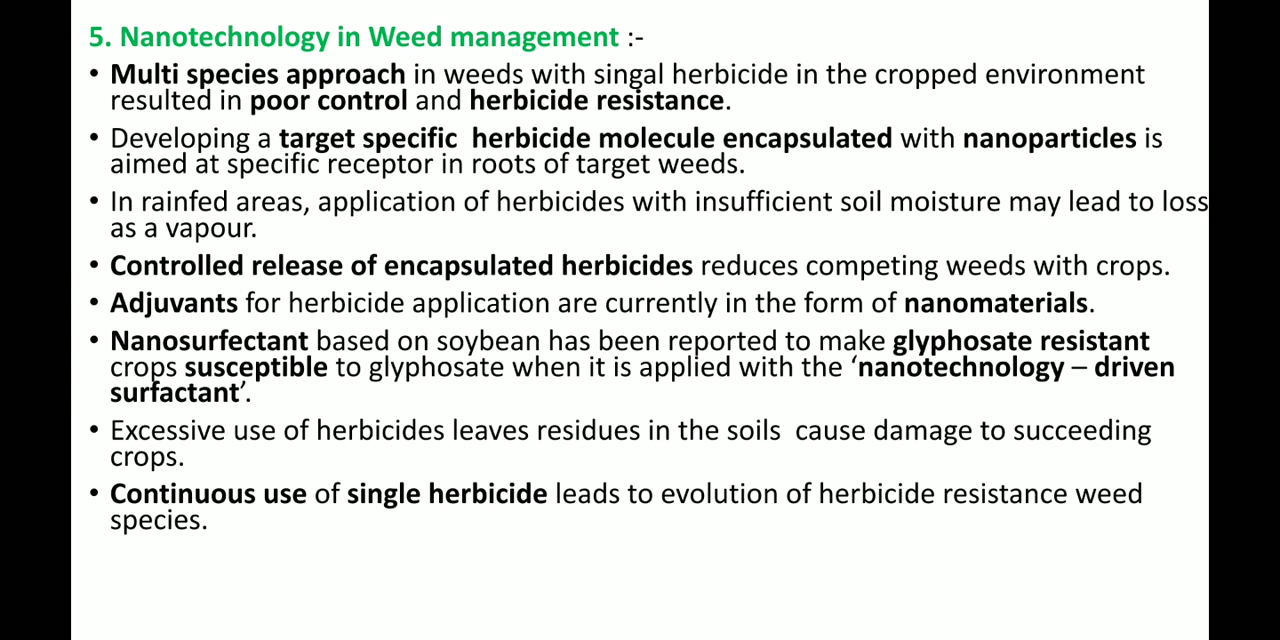 5. Nanotechnology in Weed management :-
• Multi species approach in weeds with singal herbicide in the cropped environment
resulted in poor control and herbicide resistance.
• Developing a target specific  herbicide molecule encapsulated with nanoparticles is
aimed at specific receptor in roots of target weeds.
• In rainfed areas, application of herbicides with insufficient soil moisture may lead to loss
as a vapour.
• Controlled release of encapsulated herbicides reduces competing weeds with crops.
• Adjuvants for herbicide application are currently in the form of nanomaterials.
• Nanosurfectant based on soybean has been reported to make glyphosate resistant
crops susceptible to glyphosate when it is applied with the ‘nanotechnology – driven
surfactant’.
• Excessive use of herbicides leaves residues in the soils  cause damage to succeeding
crops.
• Continuous use of single herbicide leads to evolution of herbicide resistance weed
species.